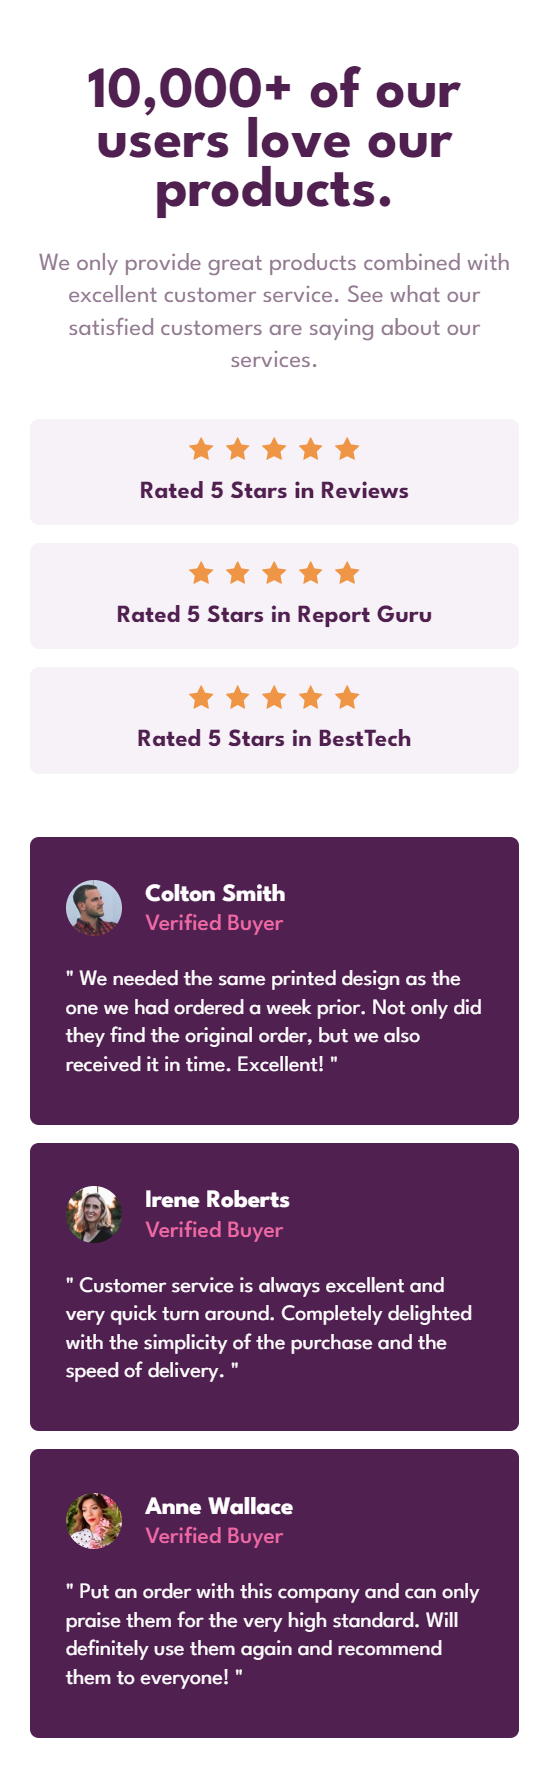 10,000+ of our
users love our
products.
We only provide great products combined with
excellent customer service. See what our
satisfied customers are saying about our
services.
Rated 5 Stars in Reviews
Rated 5 Stars in Report Guru
Rated 5 Stars in BestTech
Colton Smith
Verified Buyer
" We needed the same printed design as the
one we had ordered a week prior. Not only did
they find the original order, but we also
received it in time. Excellent! "
Irene Roberts
Verified Buyer
" Customer service is always excellent and
very quick turn around. Completely delighted
with the simplicity of the purchase and the
speed of delivery. "
Anne Wallace
Verified Buyer
" Put an order with this company and can only
praise them for the very high standard. Will
definitely use them again and recommend
them to everyone! "